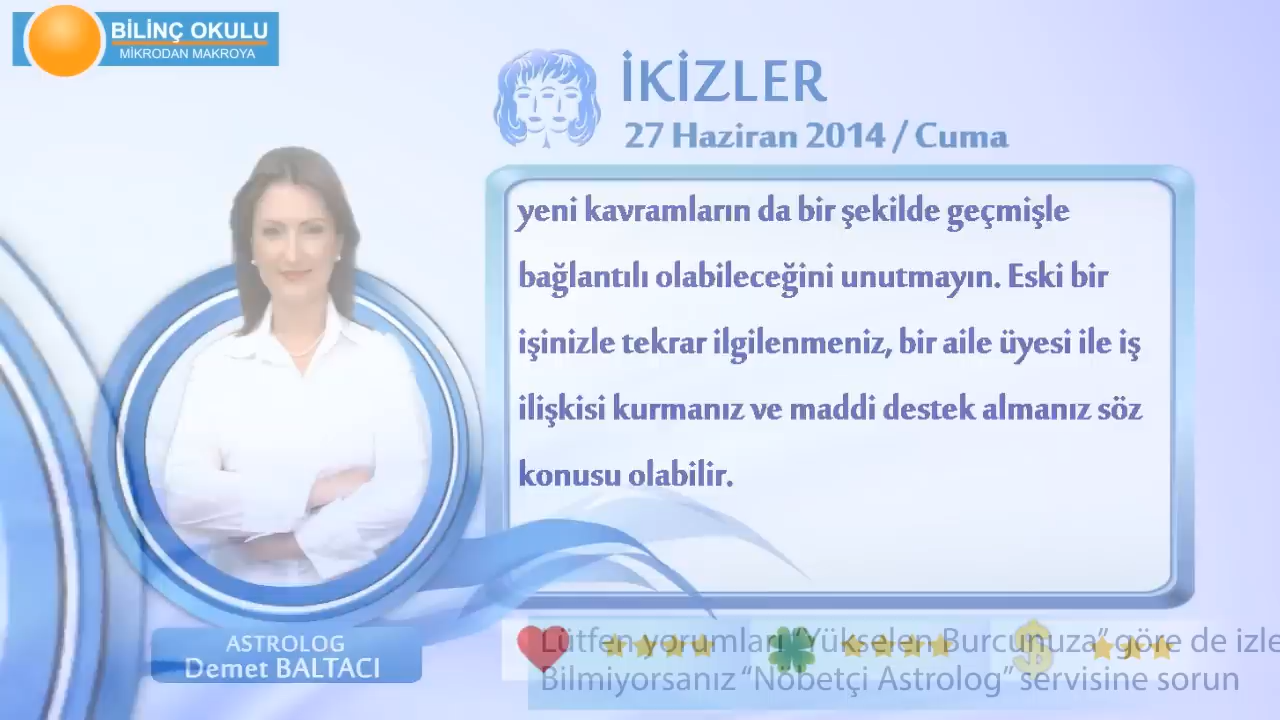 BİLİNÇ OKULU
MİKRODAN MAKROYA
İKİZLER
27 Haziran 2014 / Cuma
yeni kavramların da bir şekilde geçmişle
bağlantılı olabileceğini unutmayın. Eski bir
işinizle tekrar ilgilenmeniz, bir aile üyesi ile iş
ilişkisi kurmanız ve maddi destek almanız söz
konusu olabilir.
ASTROLOG
Demet BALTACI
Lütfen yorumları "Yükselen Burcunuza" göre de izle
Bilmiyorsanız "Nöbetçi Astrolog" servisine sorun